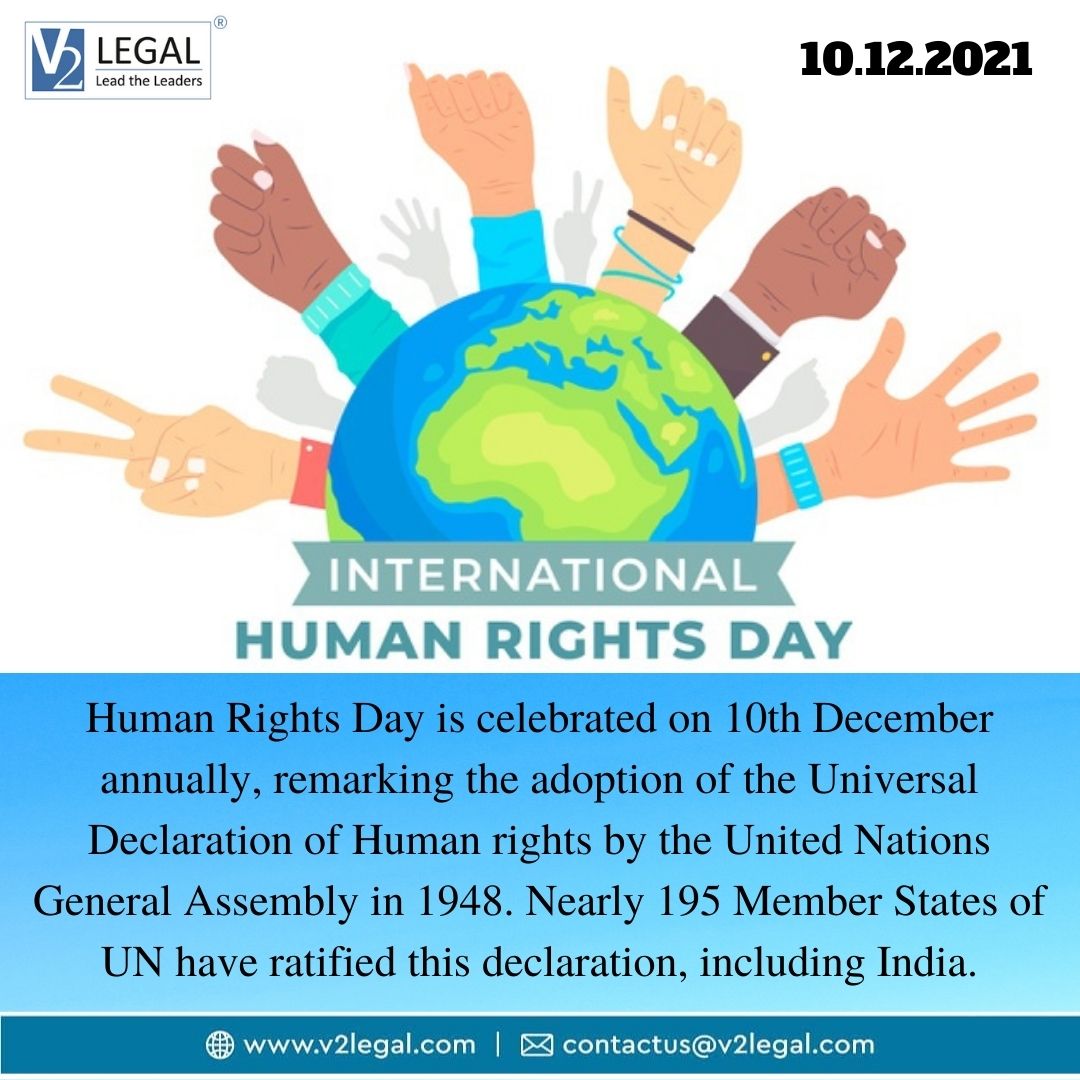 V2 LEGAL ®
Lead the Leaders
10.12.2021
INTERNATIONAL
HUMAN RIGHTS DAY
Human Rights Day is celebrated on 10th December
annually, remarking the adoption of the Universal
Declaration of Human rights by the United Nations
General Assembly in 1948. Nearly 195 Member States of
UN have ratified this declaration, including India.
www.v2legal.com | contactus@v2legal.com